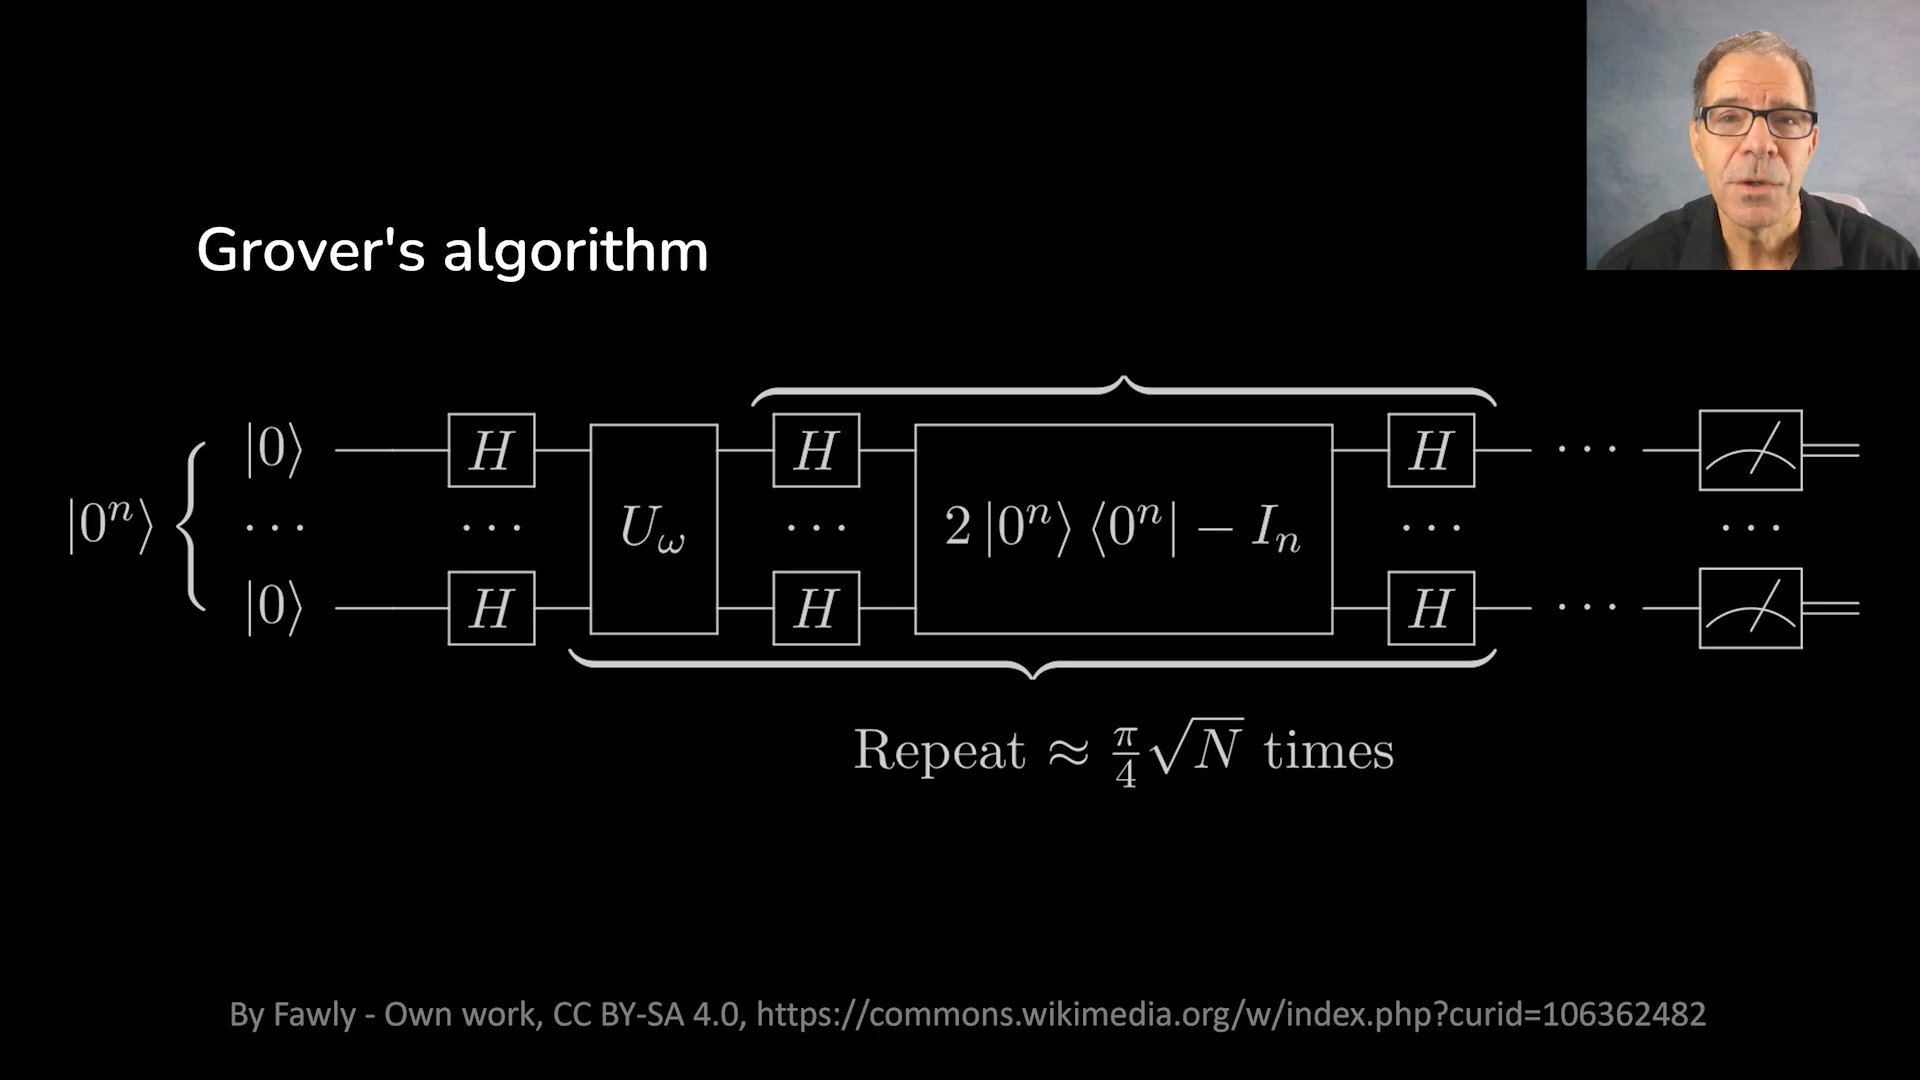 Grover's algorithm
|0⟩ H H H ···
|0ⁿ⟩ ··· ··· U_ω ··· 2|0ⁿ⟩⟨0ⁿ| − I_n ··· ···
|0⟩ H H H ···
Repeat ≈ π/4 √N times
By Fawly - Own work, CC BY-SA 4.0, https://commons.wikimedia.org/w/index.php?curid=106362482